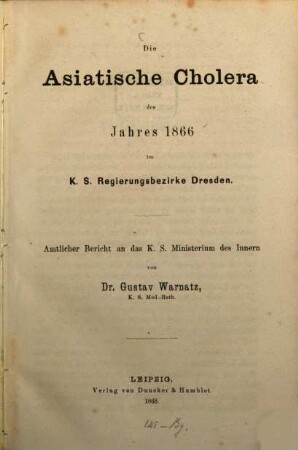 Die
Asiatische Cholera
des
Jahres 1866
im
K. S. Regierungsbezirke Dresden.
Amtlicher Bericht an das K. S. Ministerium des Innern
von
Dr. Gustav Warnatz,
K. S. Med.-Rath.
LEIPZIG,
Verlag von Duncker & Humblot.
1868